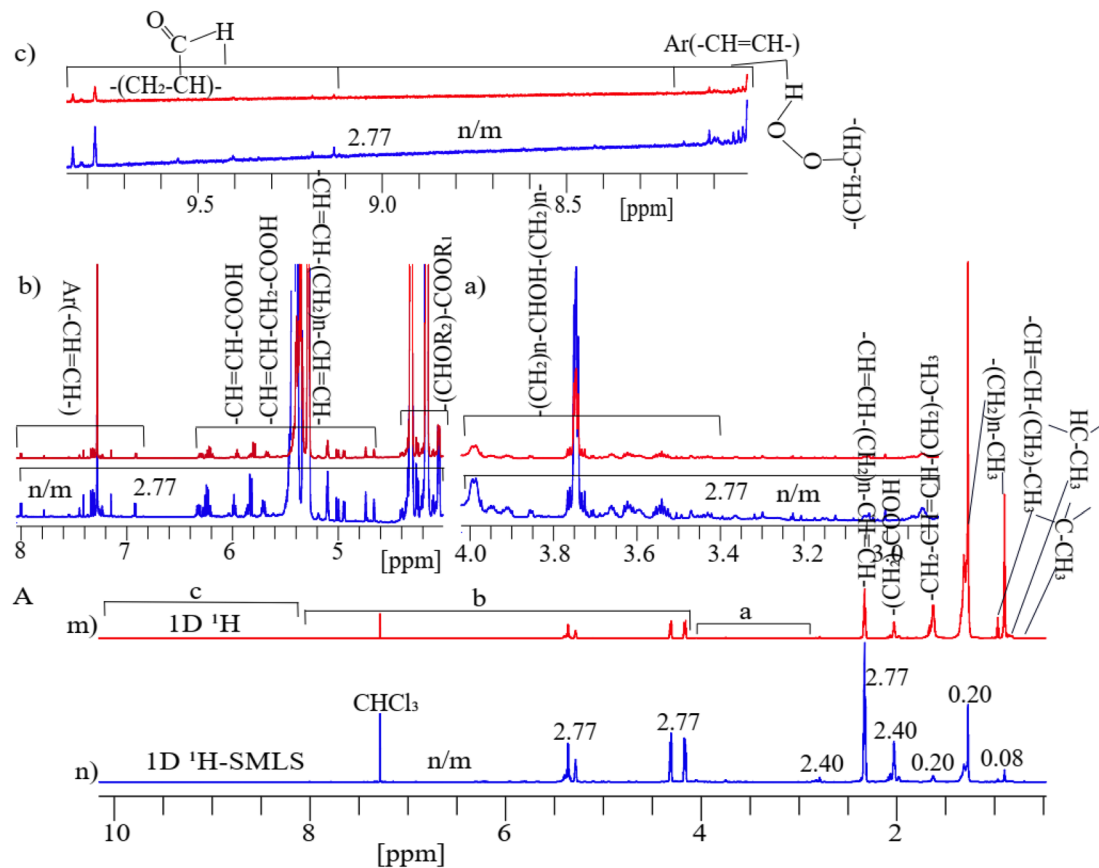 c)
O
C
H
-(CH₂-CH)-
Ar(-CH=CH-)
H
O
O
-(CH₂-CH)-
2.77
n/m
9.5
9.0
8.5
[ppm]
b)
Ar(-CH=CH-)
-CH=CH-COOH
-CH=CH-CH₂-COOH
-CH=CH-(CH₂)n-CH=CH
-(CHOR₂)-COOR₁
n/m
2.77
8
7
6
5
[ppm]
a)
-(CH₂)n-CHOH-(CH₂)n-
2.77
n/m
4.0
3.8
3.6
3.4
3.2
3.0
-CH=CH-(CH₂)n-CH=CH-
-(CH₂)-COOH
-CH₂-CH=CH-(CH₂)-CH₃
-(CH₂)n-CH₃
-CH=CH-(CH₂)-CH₃
HC-CH₃
C-CH₃
A
m)
1D ¹H
c
b
a
n)
1D ¹H-SMLS
CHCl₃
n/m
2.77
2.77
2.40
2.77
2.40
0.20
0.20
0.08
10
8
6
4
2
[ppm]